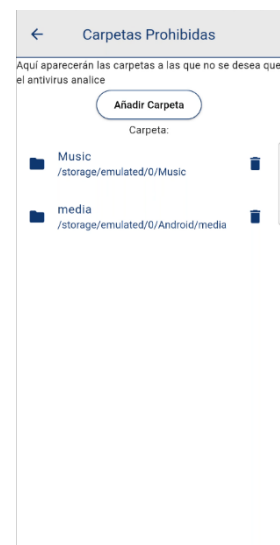 Carpetas Prohibidas
Aquí aparecerán las carpetas a las que no se desea que
el antivirus analice
Añadir Carpeta
Carpeta:
Music
/storage/emulated/0/Music
media
/storage/emulated/0/Android/media